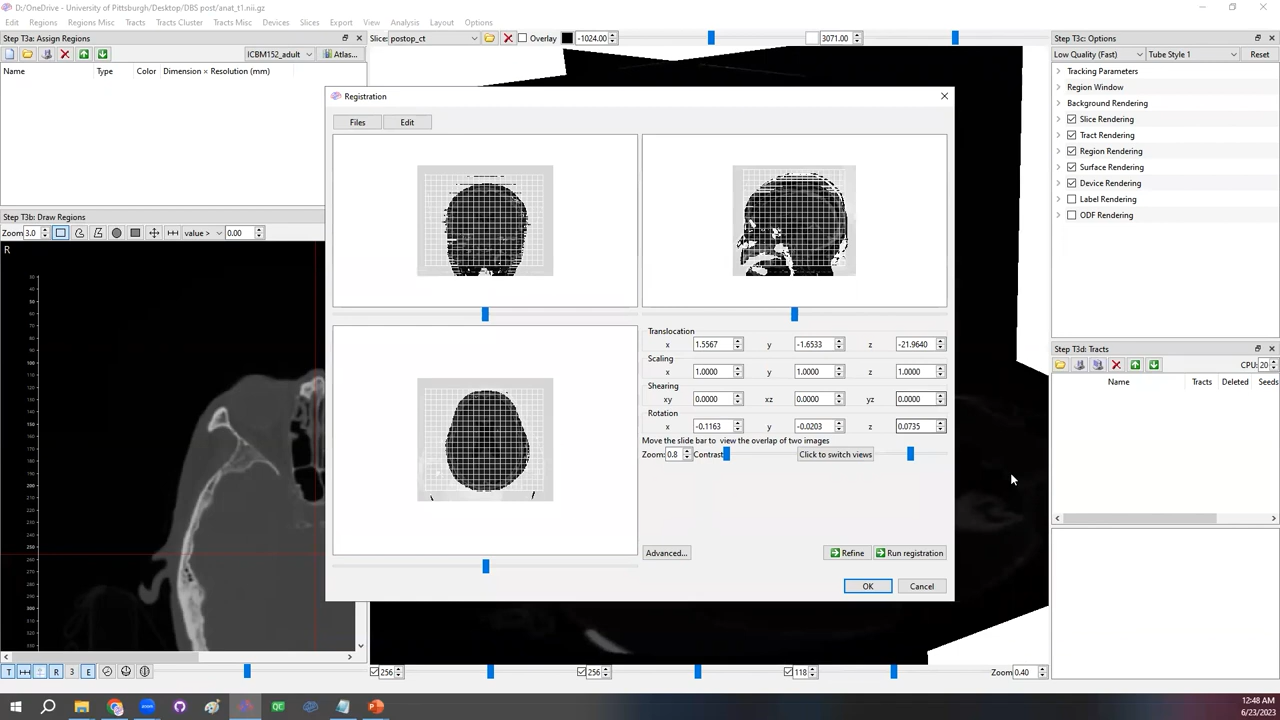 D:/OneDrive - University of Pittsburgh/Desktop/DBS post/anat_t1.nii.gz
Edit Regions Regions Misc Tracts Tracts Cluster Tracts Misc Devices Slices Export View Analysis Layout Options
Step T3a: Assign Regions
Slice: postop_ct Overlay -1024.00 3071.00
Step T3c: Options
ICBM152_adult Atlas...
Low Quality (Fast) Tube Style 1 Reset
Name Type Color Dimension × Resolution (mm)
Tracking Parameters
Region Window
Background Rendering
Slice Rendering
Tract Rendering
Region Rendering
Surface Rendering
Device Rendering
Label Rendering
ODF Rendering
Registration
Files Edit
Translocation
x 1.5567 y -1.6533 z -21.9640
Scaling
x 1.0000 y 1.0000 z 1.0000
Shearing
xy 0.0000 xz 0.0000 yz 0.0000
Rotation
x -0.1163 y -0.0203 z 0.0735
Move the slide bar to view the overlap of two images
Zoom: 0.8 Contrast Click to switch views
Advanced... Refine Run registration
OK Cancel
Step T3b: Draw Regions
Zoom 3.0 value > 0.00
R
Step T3d: Tracts
CPU: 20
Name Tracts Deleted Seeds
T R 3 E
256 256 118 Zoom 0.40
12:48 AM
6/23/2023